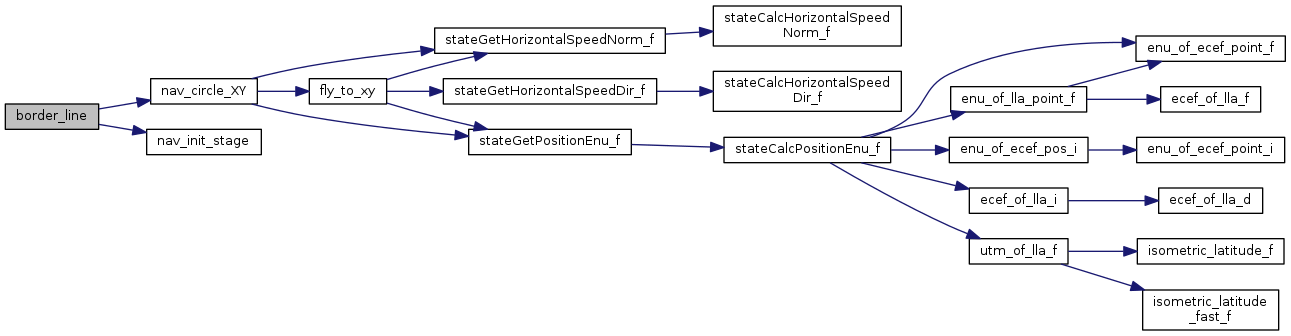 border_line
nav_circle_XY
nav_init_stage
fly_to_xy
stateGetHorizontalSpeedNorm_f
stateGetHorizontalSpeedDir_f
stateGetPositionEnu_f
stateCalcHorizontalSpeed
Norm_f
stateCalcHorizontalSpeed
Dir_f
stateCalcPositionEnu_f
enu_of_lla_point_f
enu_of_ecef_pos_i
ecef_of_lla_i
utm_of_lla_f
enu_of_ecef_point_f
ecef_of_lla_f
enu_of_ecef_point_i
ecef_of_lla_d
isometric_latitude_f
isometric_latitude
_fast_f